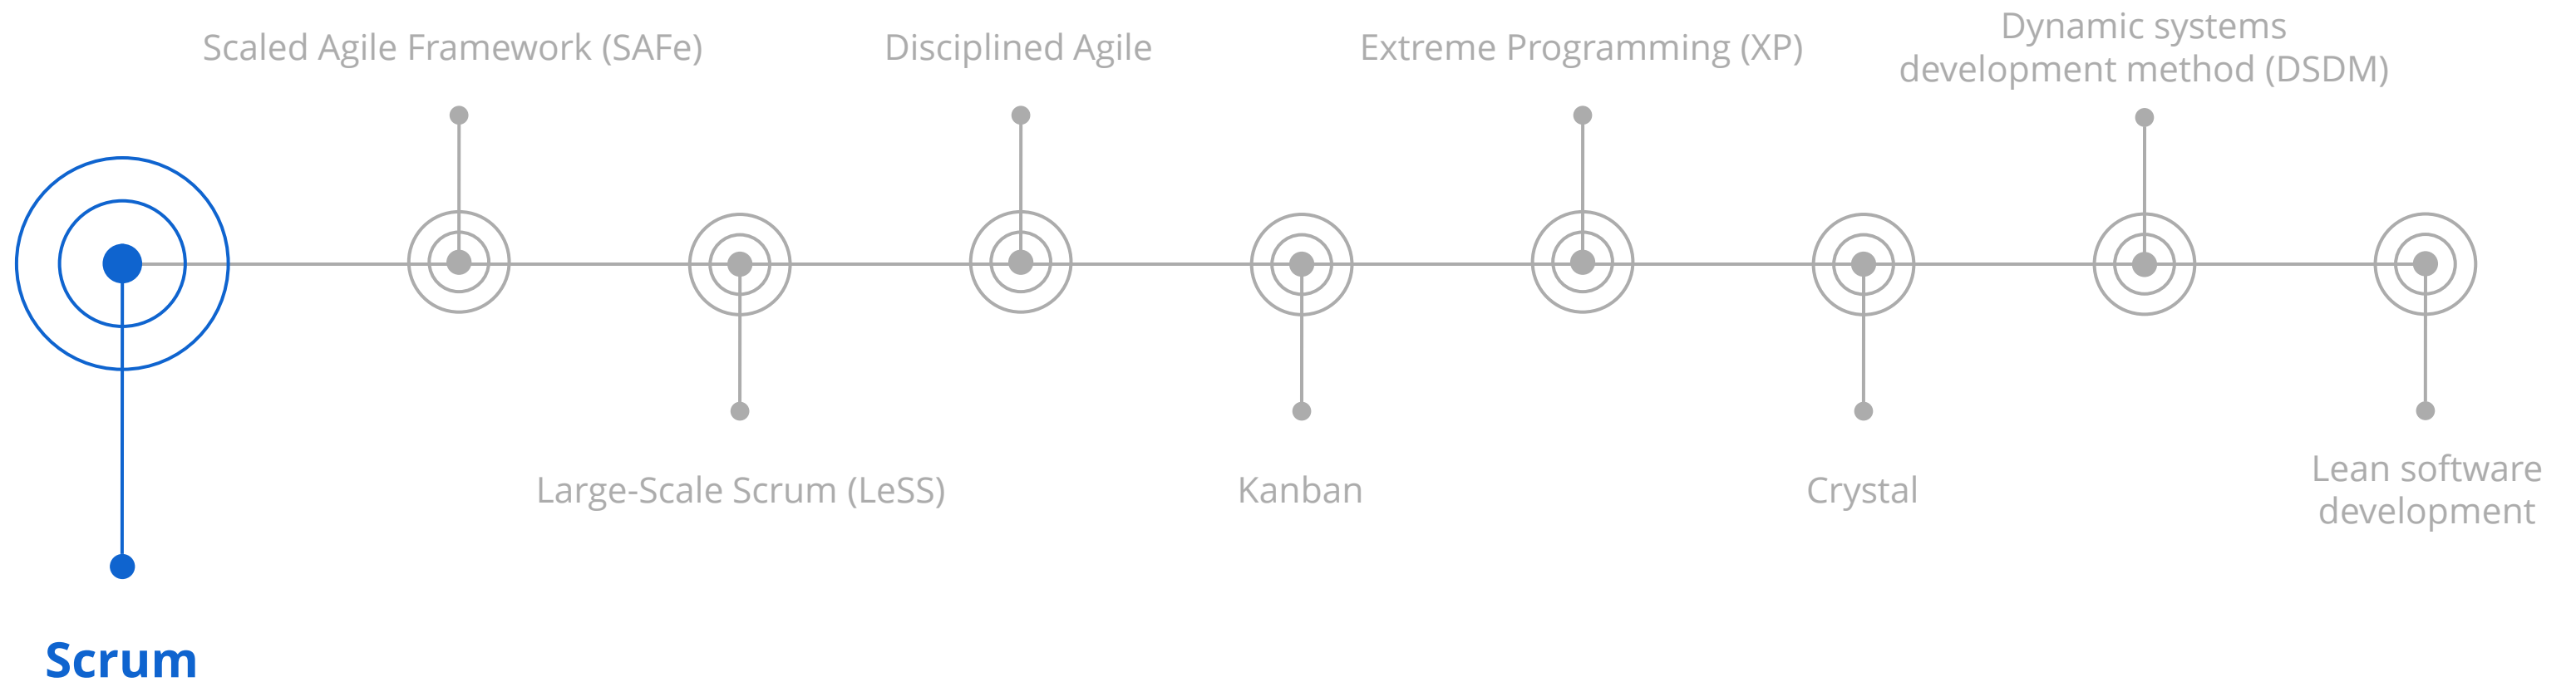 Scaled Agile Framework (SAFe)
Disciplined Agile
Extreme Programming (XP)
Dynamic systems
development method (DSDM)
Large-Scale Scrum (LeSS)
Kanban
Crystal
Lean software
development
Scrum